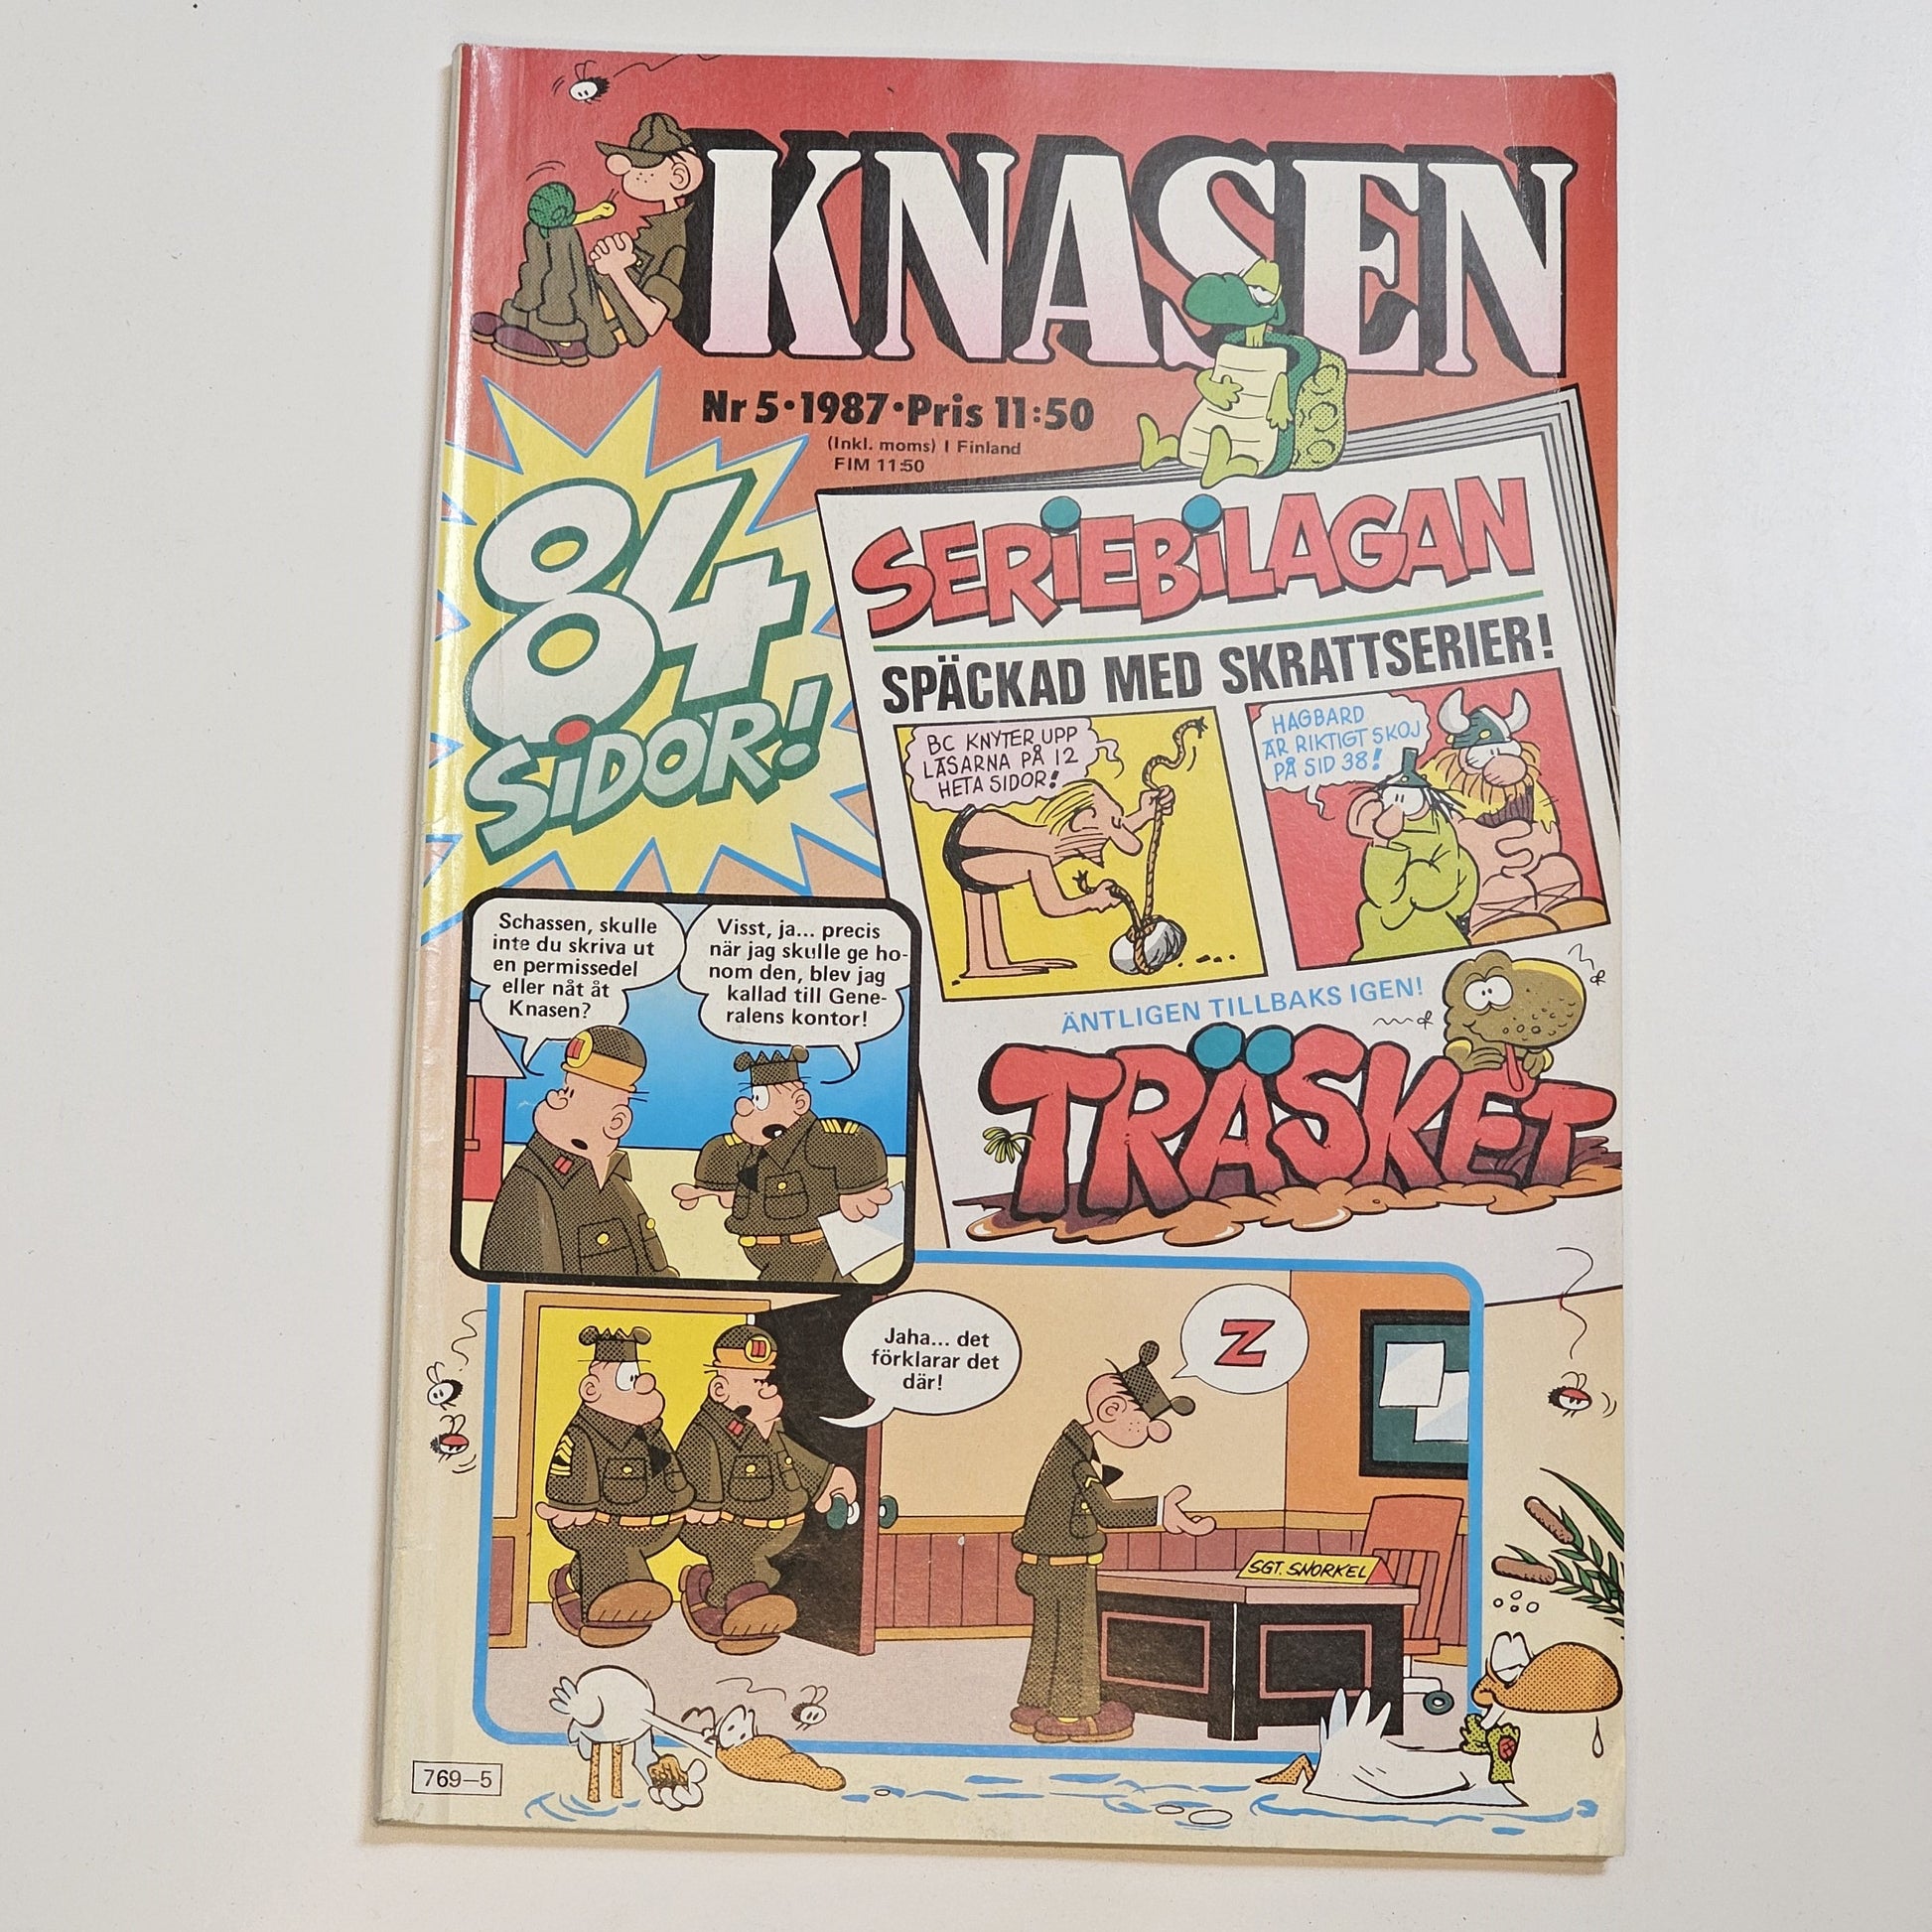 KNASEN
Nr 5·1987·Pris 11:50
(Inkl. moms) I Finland
FIM 11:50
84
SiDOR!
SERiEBiLAGAN
SPÄCKAD MED SKRATTSERIER!
BC KNYTER UPP
LÄSARNA PÅ 12
HETA SIDOR!
HAGBARD
ÄR RIKTIGT SKOJ
PÅ SID 38!
ÄNTLIGEN TILLBAKS IGEN!
TRÄSKET
Schassen, skulle
inte du skriva ut
en permissedel
eller nåt åt
Knasen?
Visst, ja... precis
när jag skulle ge ho-
nom den, blev jag
kallad till Gene-
ralens kontor!
Jaha... det
förklarar det
där!
Z
SGT. SNORKEL
769—5